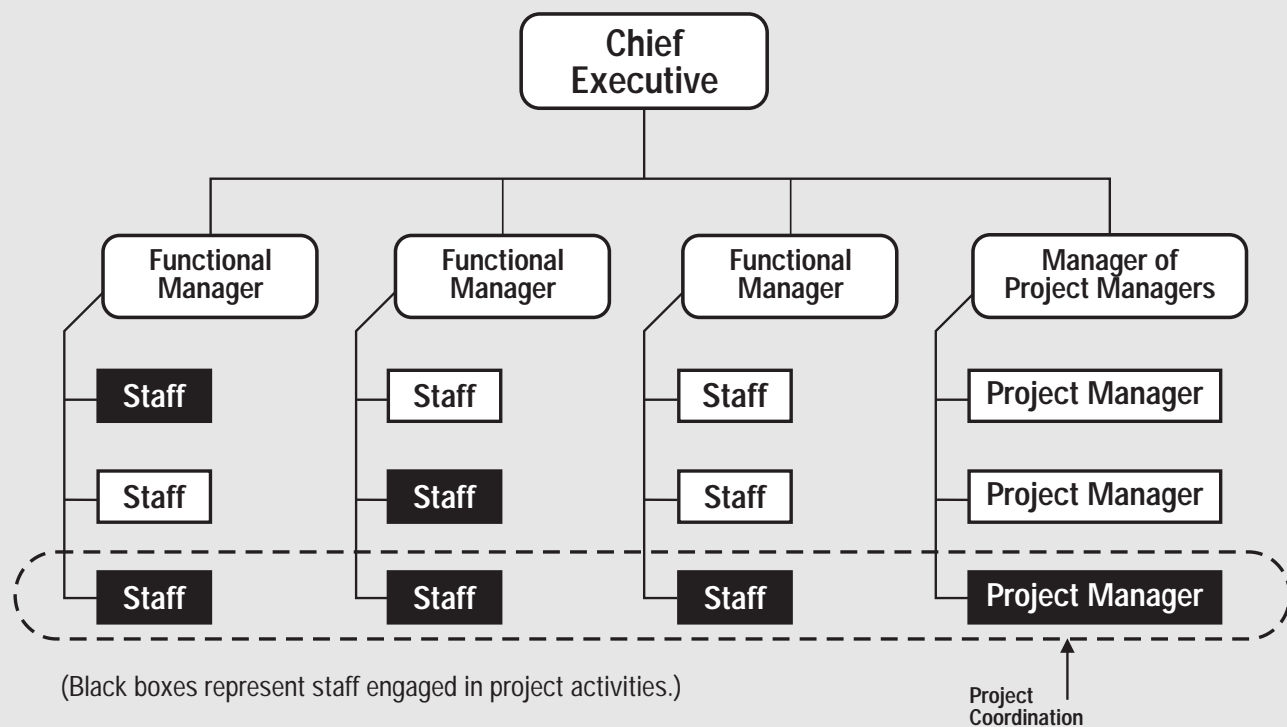 Chief
Executive
Functional
Manager
Functional
Manager
Functional
Manager
Manager of
Project Managers
Staff
Staff
Staff
Project Manager
Staff
Staff
Staff
Project Manager
Staff
Staff
Staff
Project Manager
(Black boxes represent staff engaged in project activities.)
Project
Coordination